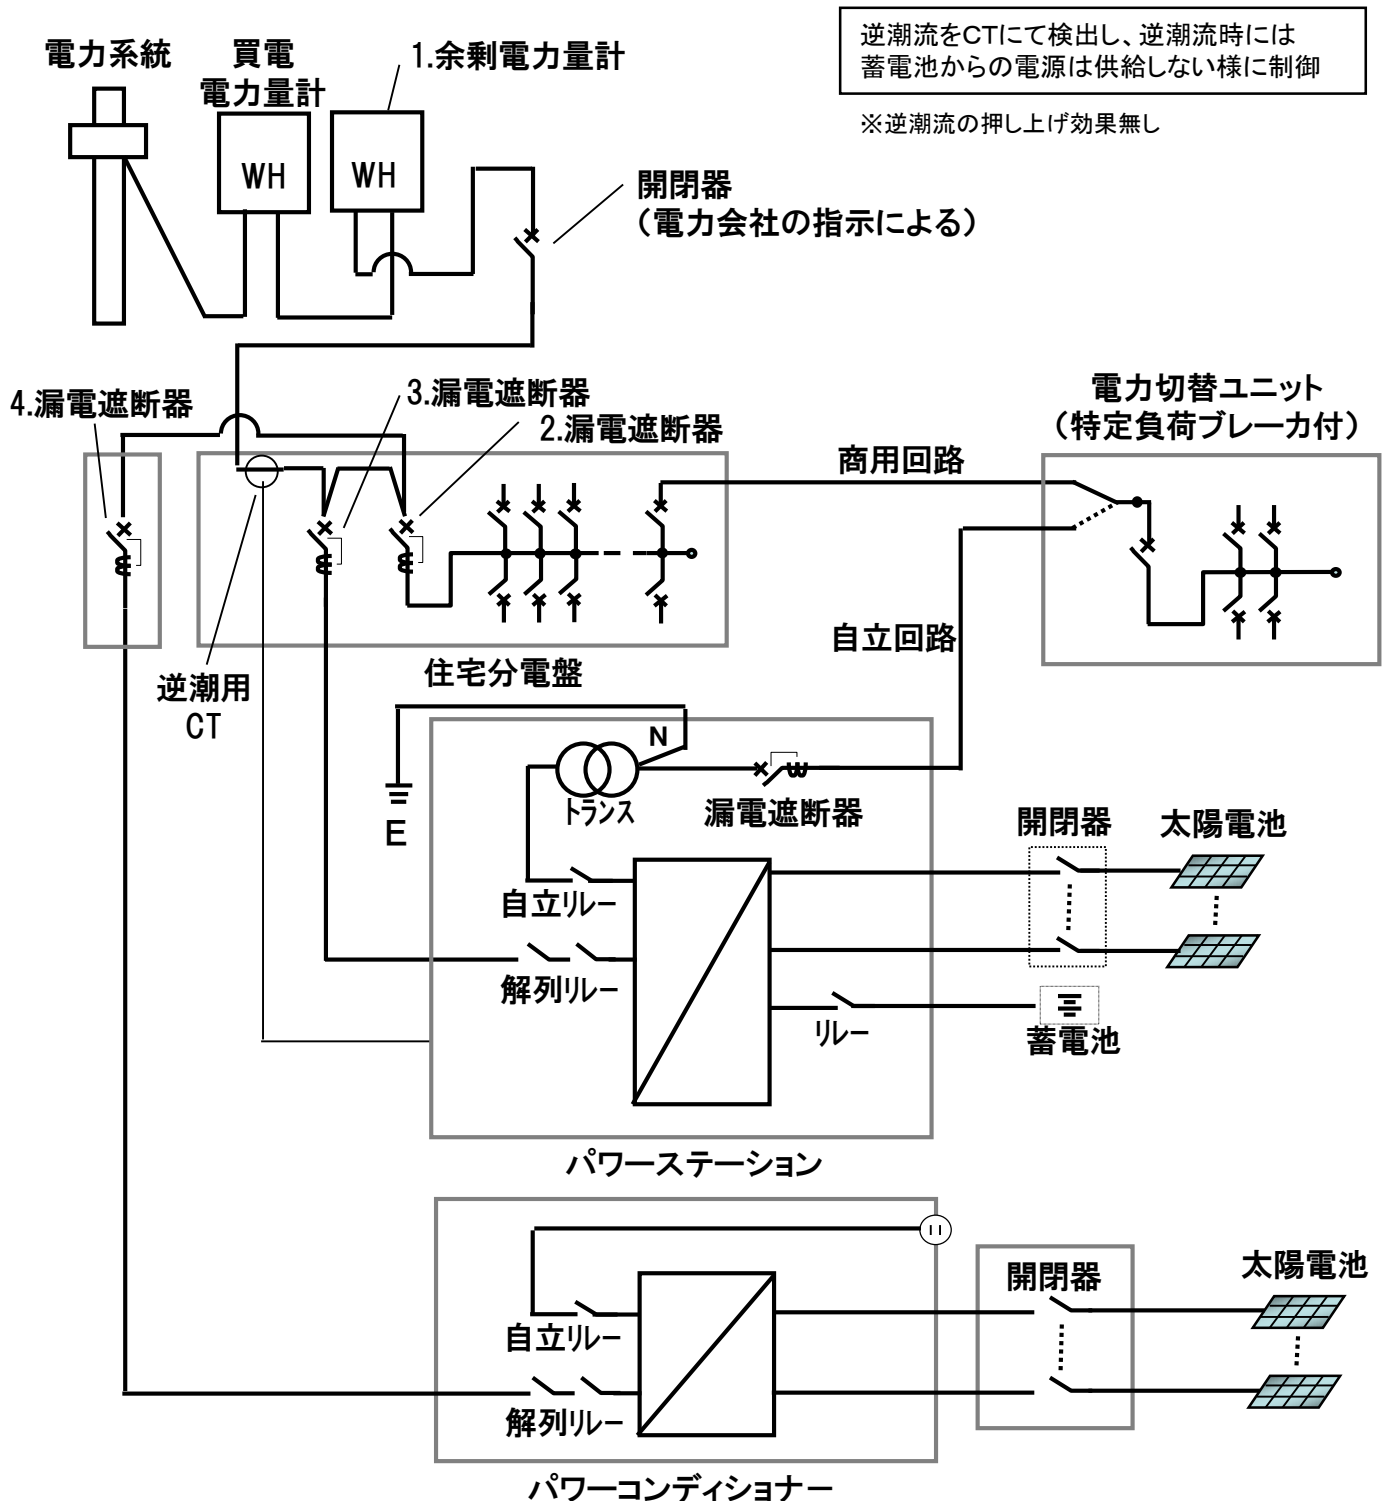 逆潮流をCTにて検出し、逆潮流時には
蓄電池からの電源は供給しない様に制御
※逆潮流の押し上げ効果無し
電力系統
買電
電力量計
1.余剰電力量計
WH
WH
開閉器
（電力会社の指示による）
4.漏電遮断器
3.漏電遮断器
2.漏電遮断器
電力切替ユニット
（特定負荷ブレーカ付）
商用回路
自立回路
住宅分電盤
逆潮用
CT
N
E
トランス
漏電遮断器
開閉器
太陽電池
自立リレー
解列リレー
リレー
蓄電池
パワーステーション
開閉器
太陽電池
自立リレー
解列リレー
パワーコンディショナー